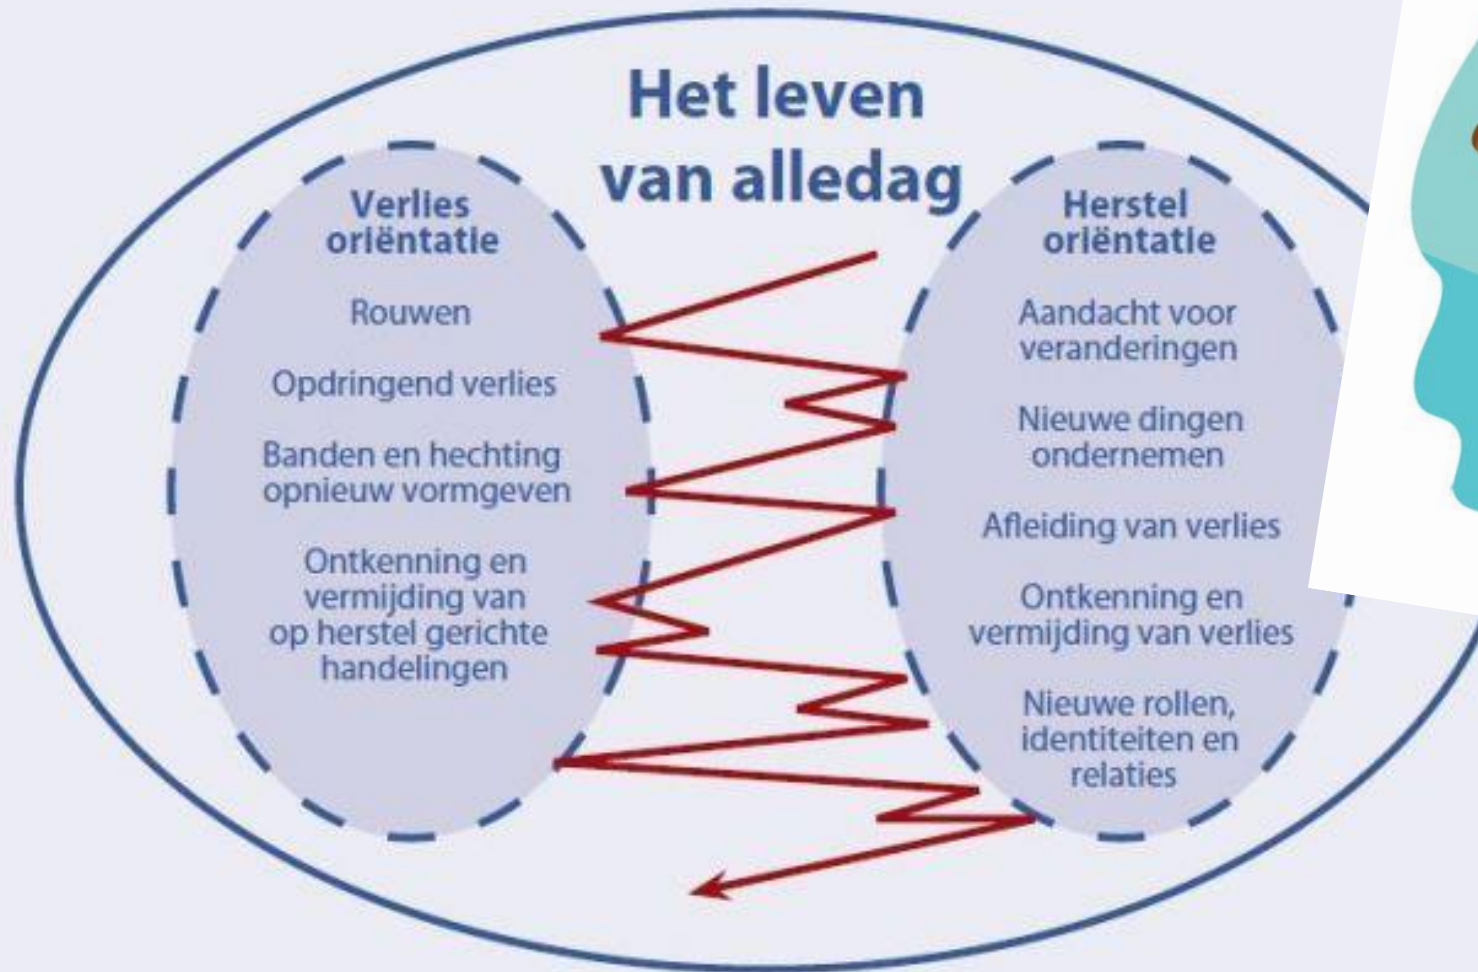 Het leven
van alledag
Verlies
oriëntatie
Rouwen
Opdringend verlies
Banden en hechting
opnieuw vormgeven
Ontkenning en
vermijding van
op herstel gerichte
handelingen
Herstel
oriëntatie
Aandacht voor
veranderingen
Nieuwe dingen
ondernemen
Afleiding van verlies
Ontkenning en
vermijding van verlies
Nieuwe rollen,
identiteiten en
relaties